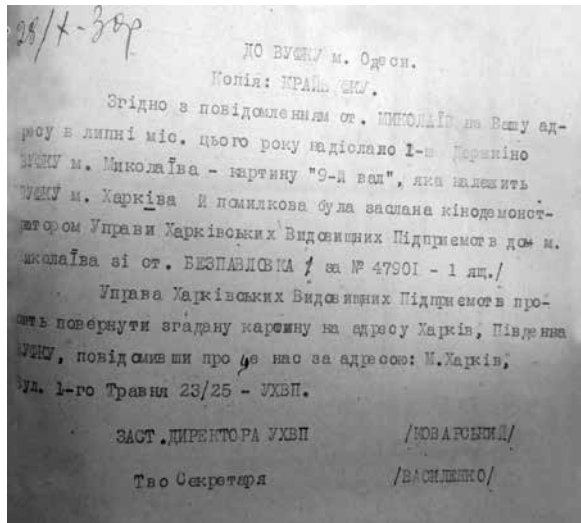 28/X-30р
ДО ВУФКУ м. Одеси.
Копія: КРАЙВУФКУ.
Згідно з повідомленням от. МИКОЛАЇВ на Вашу ад-
ресу в липні міс. цього року надіслано 1-ш Держкіно
ВУФКУ м. Миколаїва - картину "9-й вал", яка належить
ВУФКУ м. Харківа й помилкова була заслана кінодемонст-
ратором Управи Харківських Видовищних Підприємств до м.
Миколаїва зі ст. БЕЗПАВЛОВКА / за № 47901 - 1 ящ./
Управа Харківських Видовищних Підприємств про-
сить повернути згадану картину на адресу Харків, Південна
ВУФКУ, повідомивши про це нас за адресою: М.Харків,
вул. 1-го Травня 23/25 - УХВП.
ЗАСТ.ДИРЕКТОРА УХВП /КОВАРСЬКИЙ/
Тво Секретаря /ВАСИЛЕНКО/